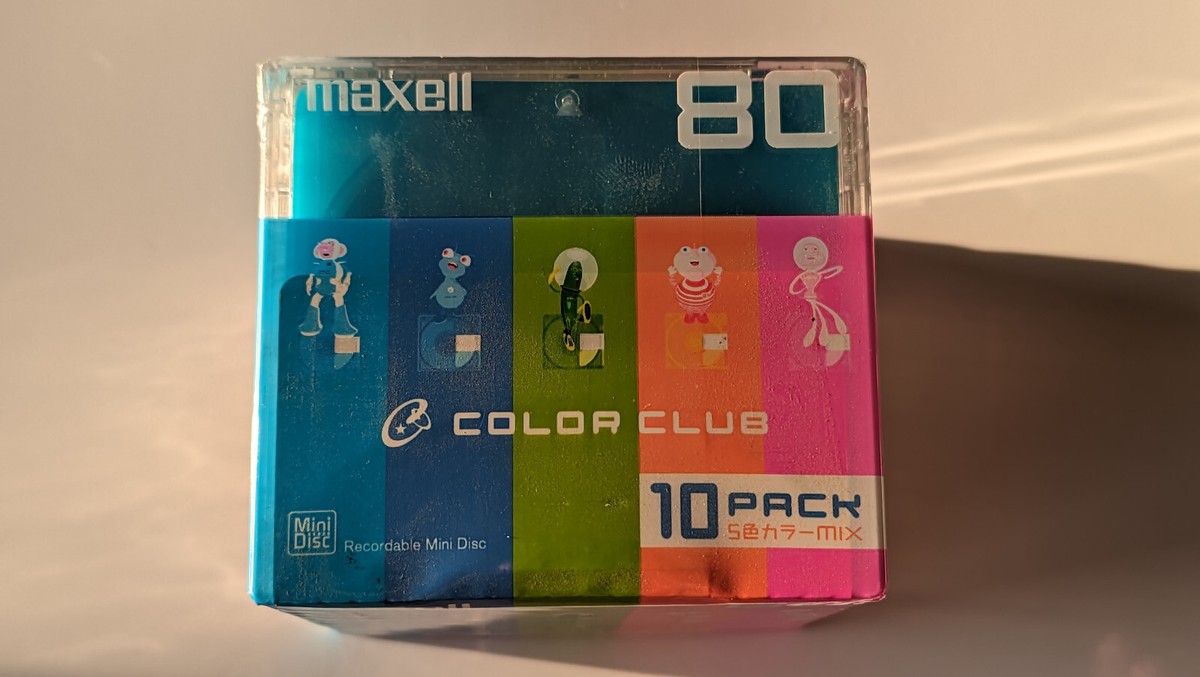 maxell
80
COLOR CLUB
10 PACK
5色カラーmix
Mini
Disc
Recordable Mini Disc